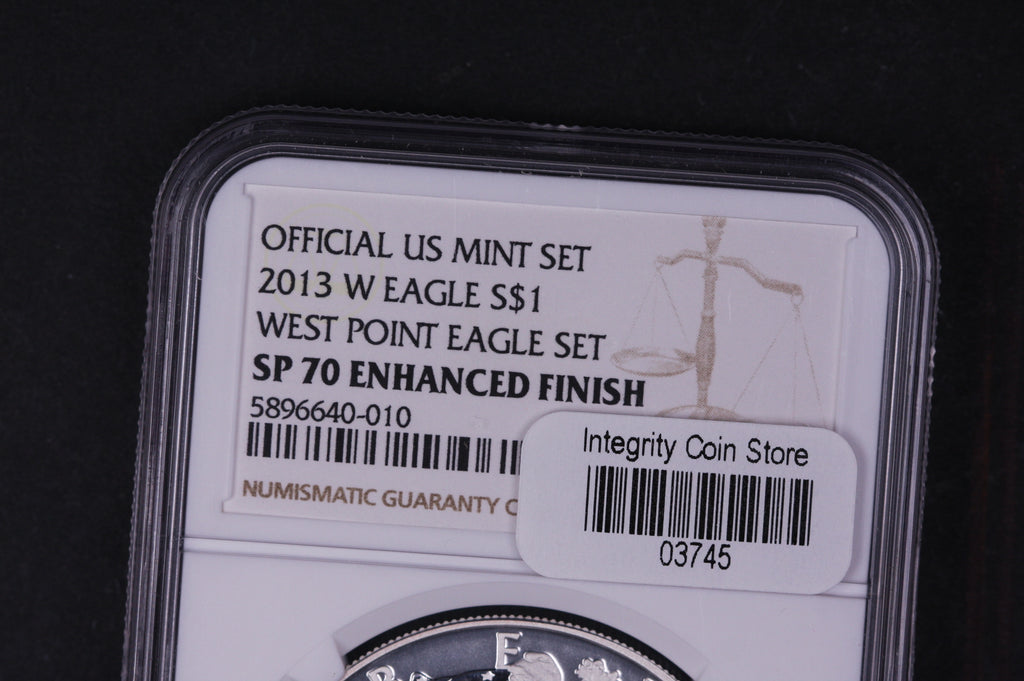 OFFICIAL US MINT SET
2013 W EAGLE S$1
WEST POINT EAGLE SET
SP 70 ENHANCED FINISH
5896640-010
NUMISMATIC GUARANTY C
Integrity Coin Store
03745
E